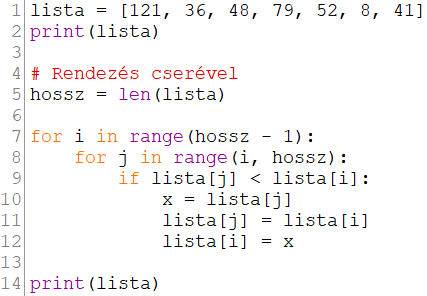 1 lista = [121, 36, 48, 79, 52, 8, 41]
2 print(lista)
3
4 # Rendezés cserével
5 hossz = len(lista)
6
7 for i in range(hossz - 1):
8     for j in range(i, hossz):
9         if lista[j] < lista[i]:
10             x = lista[j]
11             lista[j] = lista[i]
12             lista[i] = x
13
14 print(lista)